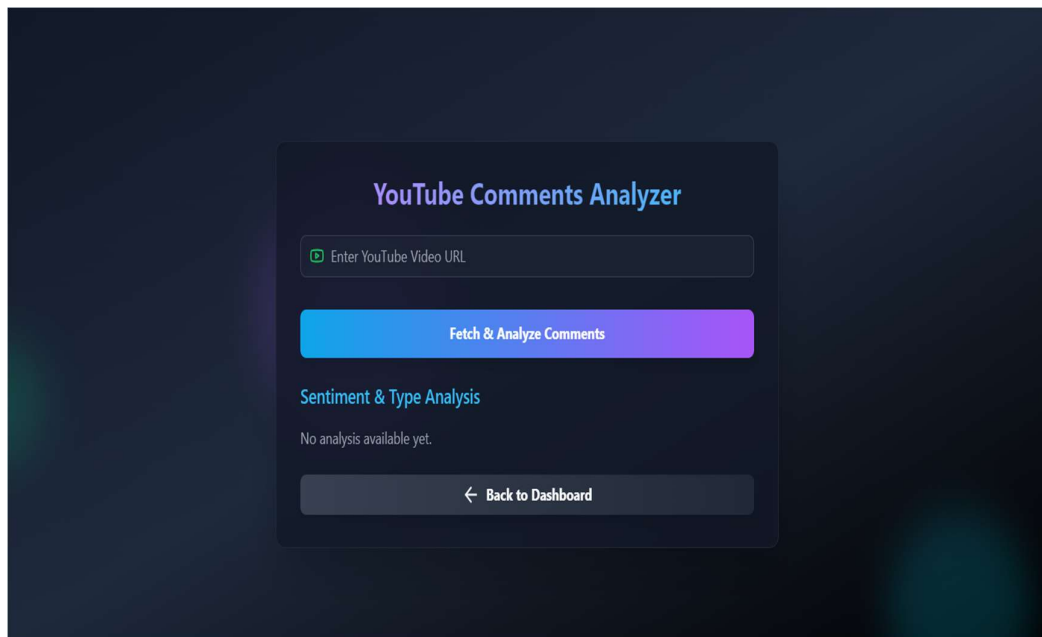 YouTube Comments Analyzer
Enter YouTube Video URL
Fetch & Analyze Comments
Sentiment & Type Analysis
No analysis available yet.
Back to Dashboard